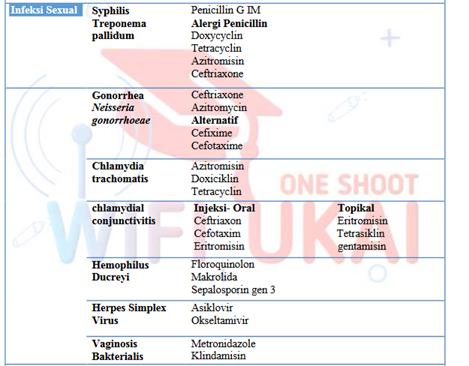 Infeksi Sexual
Syphilis
Treponema
pallidum
Penicillin G IM
Alergi Penicillin
Doxycyclin
Tetracyclin
Azitromisin
Ceftriaxone
Gonorrhea
Neisseria
gonorrhoeae
Ceftriaxone
Azitromycin
Alternatif
Cefixime
Cefotaxime
Chlamydia
trachomatis
Azitromisin
Doxiciklin
Tetracyclin
chlamydial
conjunctivitis
Injeksi- Oral
Ceftriaxon
Cefotaxim
Eritromisin
Topikal
Eritromisin
Tetrasiklin
gentamisin
Hemophilus
Ducreyi
Floroquinolon
Makrolida
Sepalosporin gen 3
Herpes Simplex
Virus
Asiklovir
Okseltamivir
Vaginosis
Bakterialis
Metronidazole
Klindamisin
ONE SHOOT
WIFI UKAI